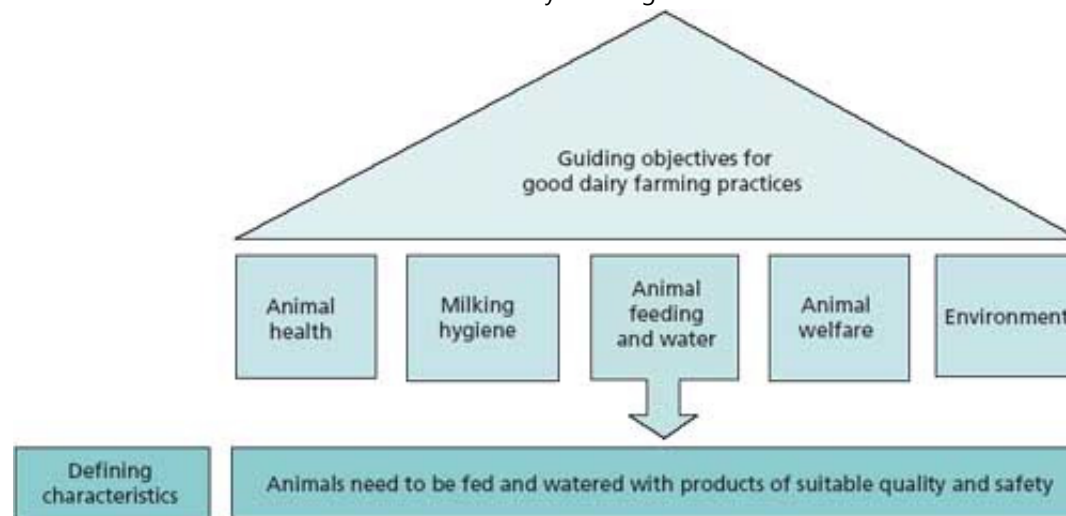 Guiding objectives for
good dairy farming practices
Animal
health
Milking
hygiene
Animal
feeding
and water
Animal
welfare
Environment
Defining
characteristics
Animals need to be fed and watered with products of suitable quality and safety